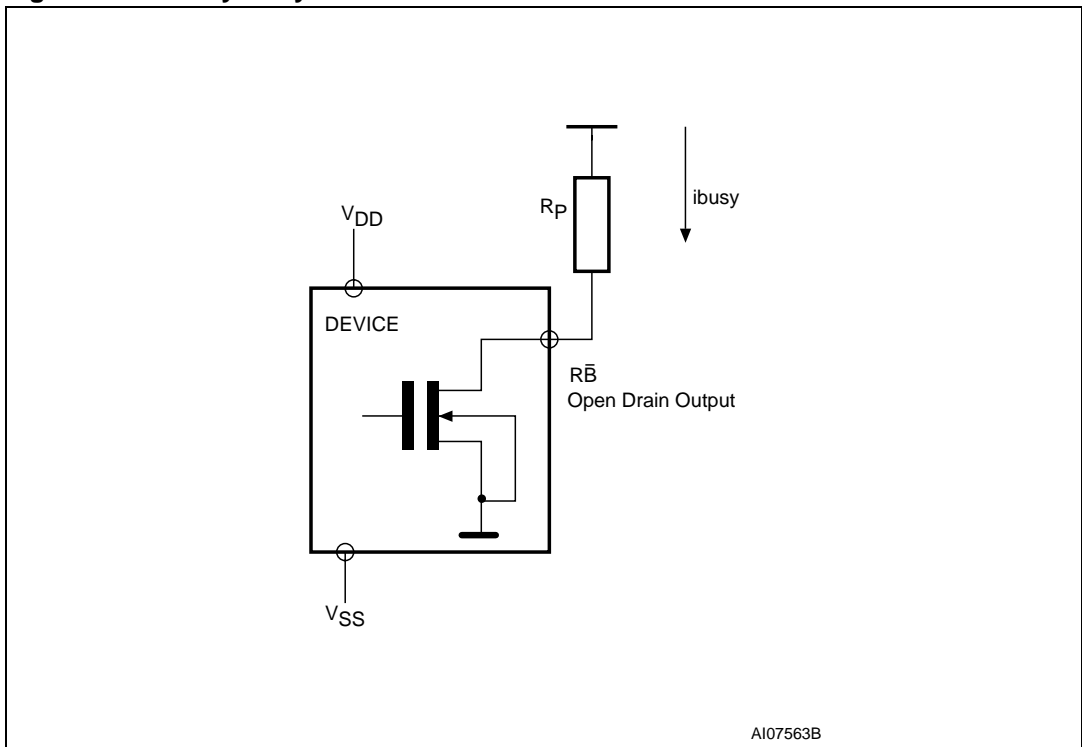 ibusy
RP
VDD
DEVICE
RB̄
Open Drain Output
VSS
AI07563B